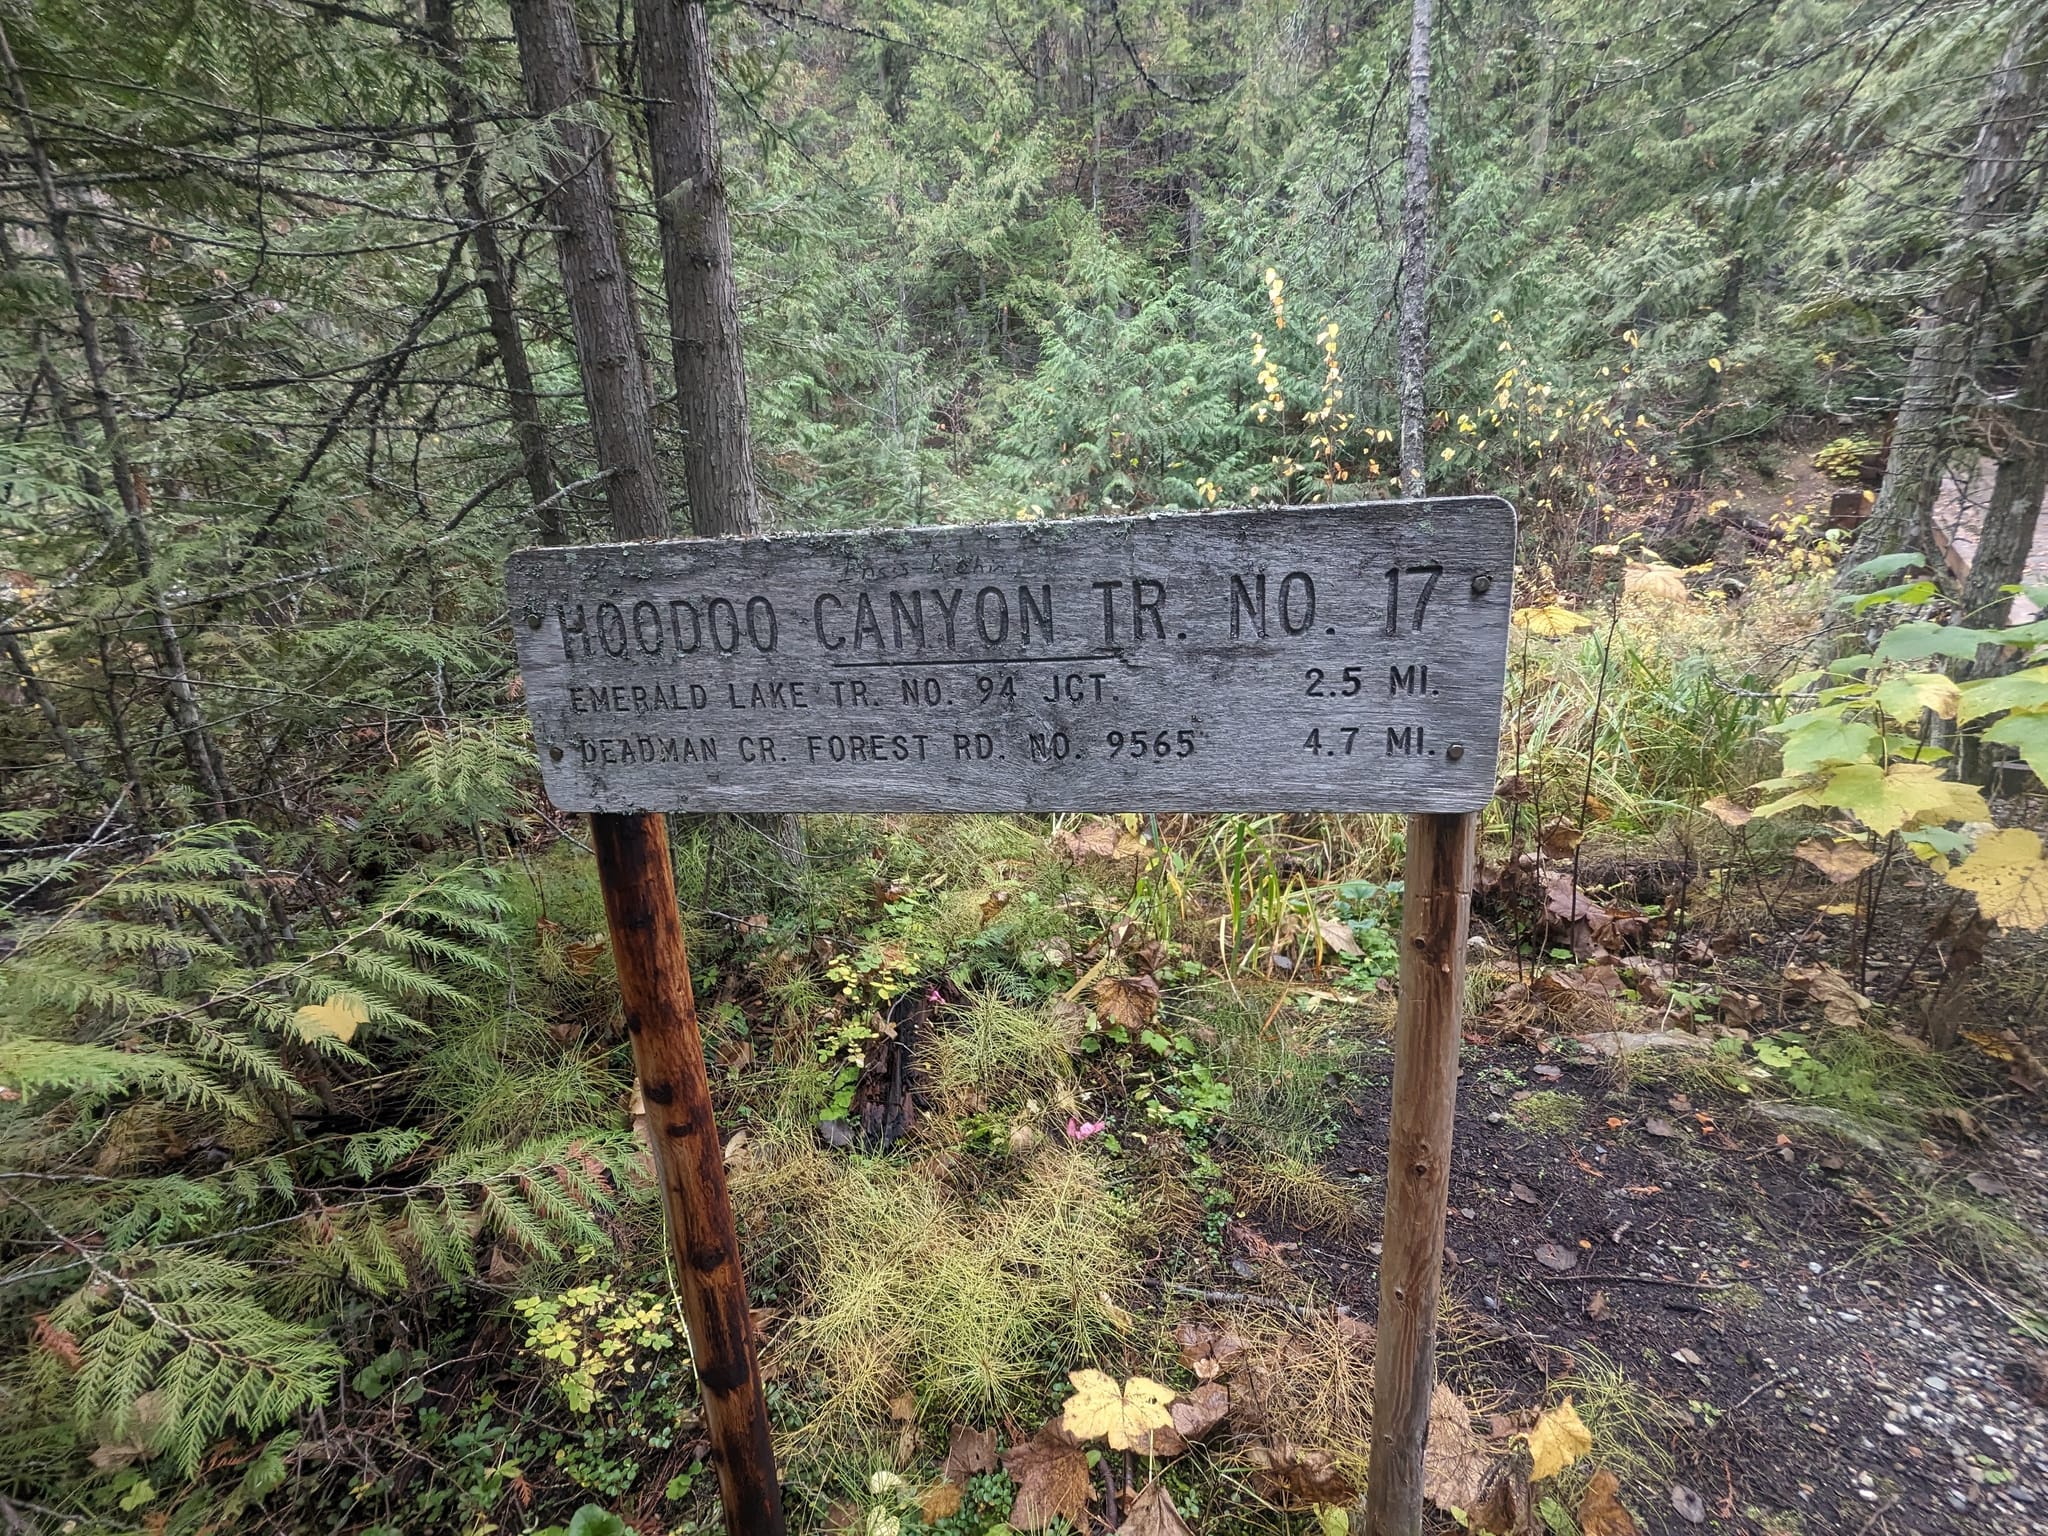 HOODOO CANYON TR. NO. 17
EMERALD LAKE TR. NO. 94 JCT. 2.5 MI.
DEADMAN CR. FOREST RD. NO. 9565 4.7 MI.